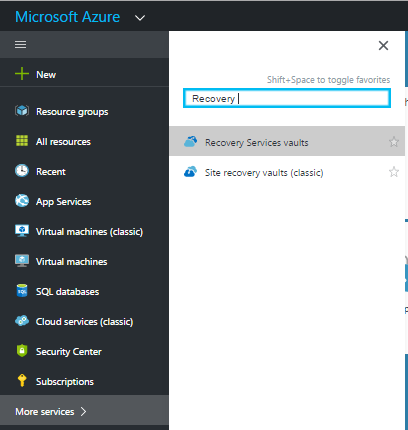 Microsoft Azure
New
Resource groups
All resources
Recent
App Services
Virtual machines (classic)
Virtual machines
SQL databases
Cloud services (classic)
Security Center
Subscriptions
More services
Shift+Space to toggle favorites
Recovery
Recovery Services vaults
Site recovery vaults (classic)